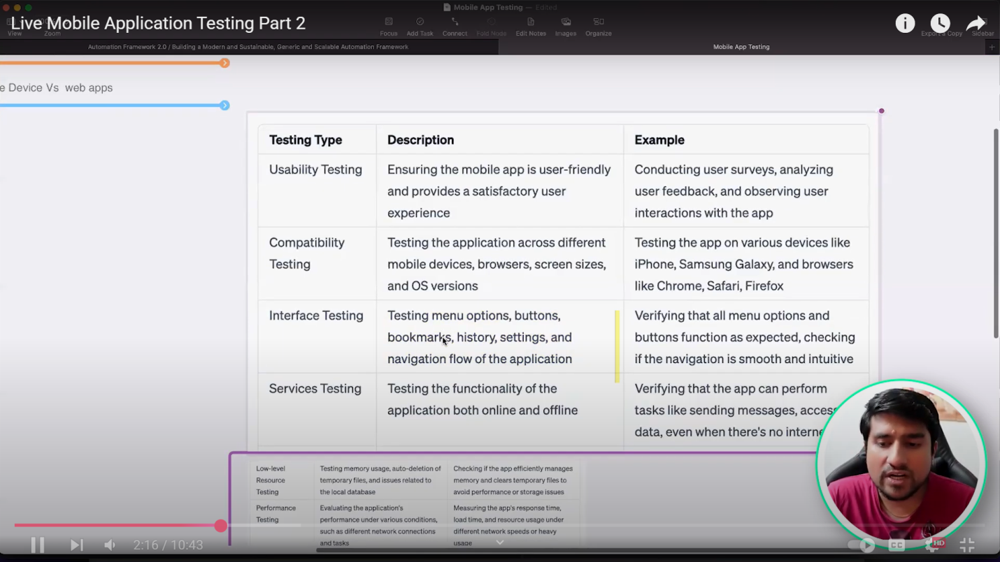 Mobile App Testing — Edited
Live Mobile Application Testing Part 2
View
Zoom
Focus
Add Task
Connect
Fold Node
Edit Notes
Images
Organize
Export a Copy
Sidebar
Automation Framework 2.0 / Building a Modern and Sustainable, Generic and Scalable Automation Framework
Mobile App Testing
e Device Vs web apps
Testing Type
Description
Example
Usability Testing
Ensuring the mobile app is user-friendly
and provides a satisfactory user
experience
Conducting user surveys, analyzing
user feedback, and observing user
interactions with the app
Compatibility
Testing
Testing the application across different
mobile devices, browsers, screen sizes,
and OS versions
Testing the app on various devices like
iPhone, Samsung Galaxy, and browsers
like Chrome, Safari, Firefox
Interface Testing
Testing menu options, buttons,
bookmarks, history, settings, and
navigation flow of the application
Verifying that all menu options and
buttons function as expected, checking
if the navigation is smooth and intuitive
Services Testing
Testing the functionality of the
application both online and offline
Verifying that the app can perform
tasks like sending messages, access
data, even when there's no interne
Low-level
Resource
Testing
Testing memory usage, auto-deletion of
temporary files, and issues related to
the local database
Checking if the app efficiently manages
memory and clears temporary files to
avoid performance or storage issues
Performance
Testing
Evaluating the application's
performance under various conditions,
such as different network connections
and tasks
Measuring the app's response time,
load time, and resource usage under
different network speeds or heavy
usage
2:16 / 10:43
CC
HD